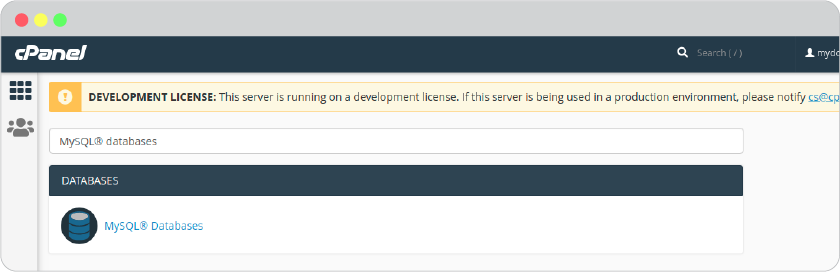 cPanel
Search ( / )
DEVELOPMENT LICENSE: This server is running on a development license. If this server is being used in a production environment, please notify cs@cp
MySQL® databases
DATABASES
MySQL® Databases